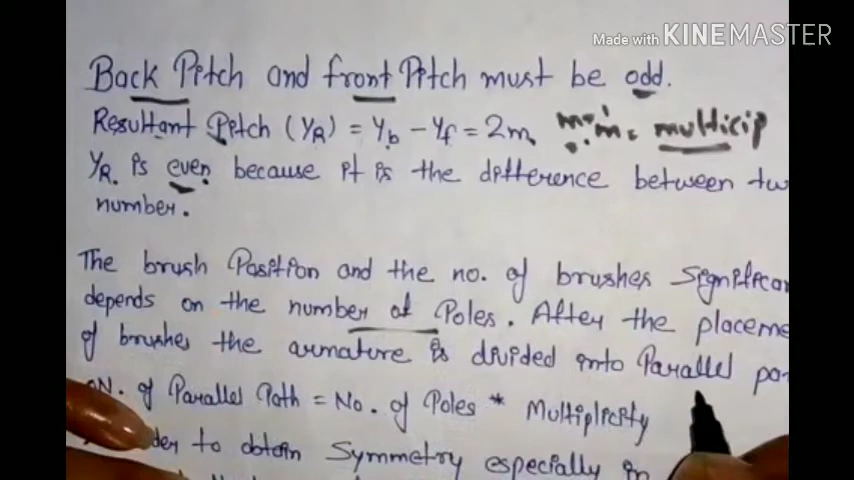 Made with KINEMASTER
Back Pitch and front Pitch must be odd.
Resultant Pitch (YR) = Yb - Yf = 2m m = multicip
YR is even because it is the difference between tw
number.
The brush Position and the no. of brushes Significan
depends on the number of Poles. After the placeme
of brushes the armature is divided into Parallel pa
No. of Parallel Path = No. of Poles * Multiplicity
to obtain Symmetry especially in